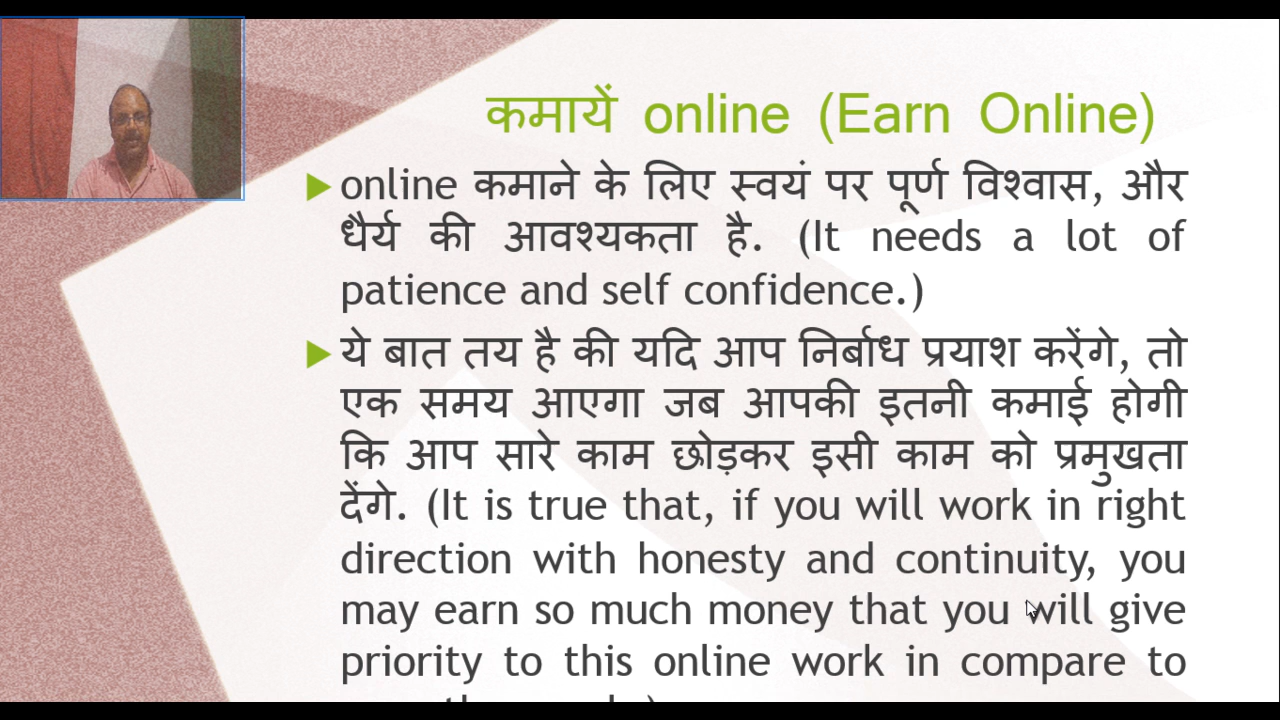 कमायें online (Earn Online)
online कमाने के लिए स्वयं पर पूर्ण विश्वास, और
धैर्य की आवश्यकता है. (It needs a lot of
patience and self confidence.)
ये बात तय है की यदि आप निर्बाध प्रयाश करेंगे, तो
एक समय आएगा जब आपकी इतनी कमाई होगी
कि आप सारे काम छोड़कर इसी काम को प्रमुखता
देंगे. (It is true that, if you will work in right
direction with honesty and continuity, you
may earn so much money that you will give
priority to this online work in compare to